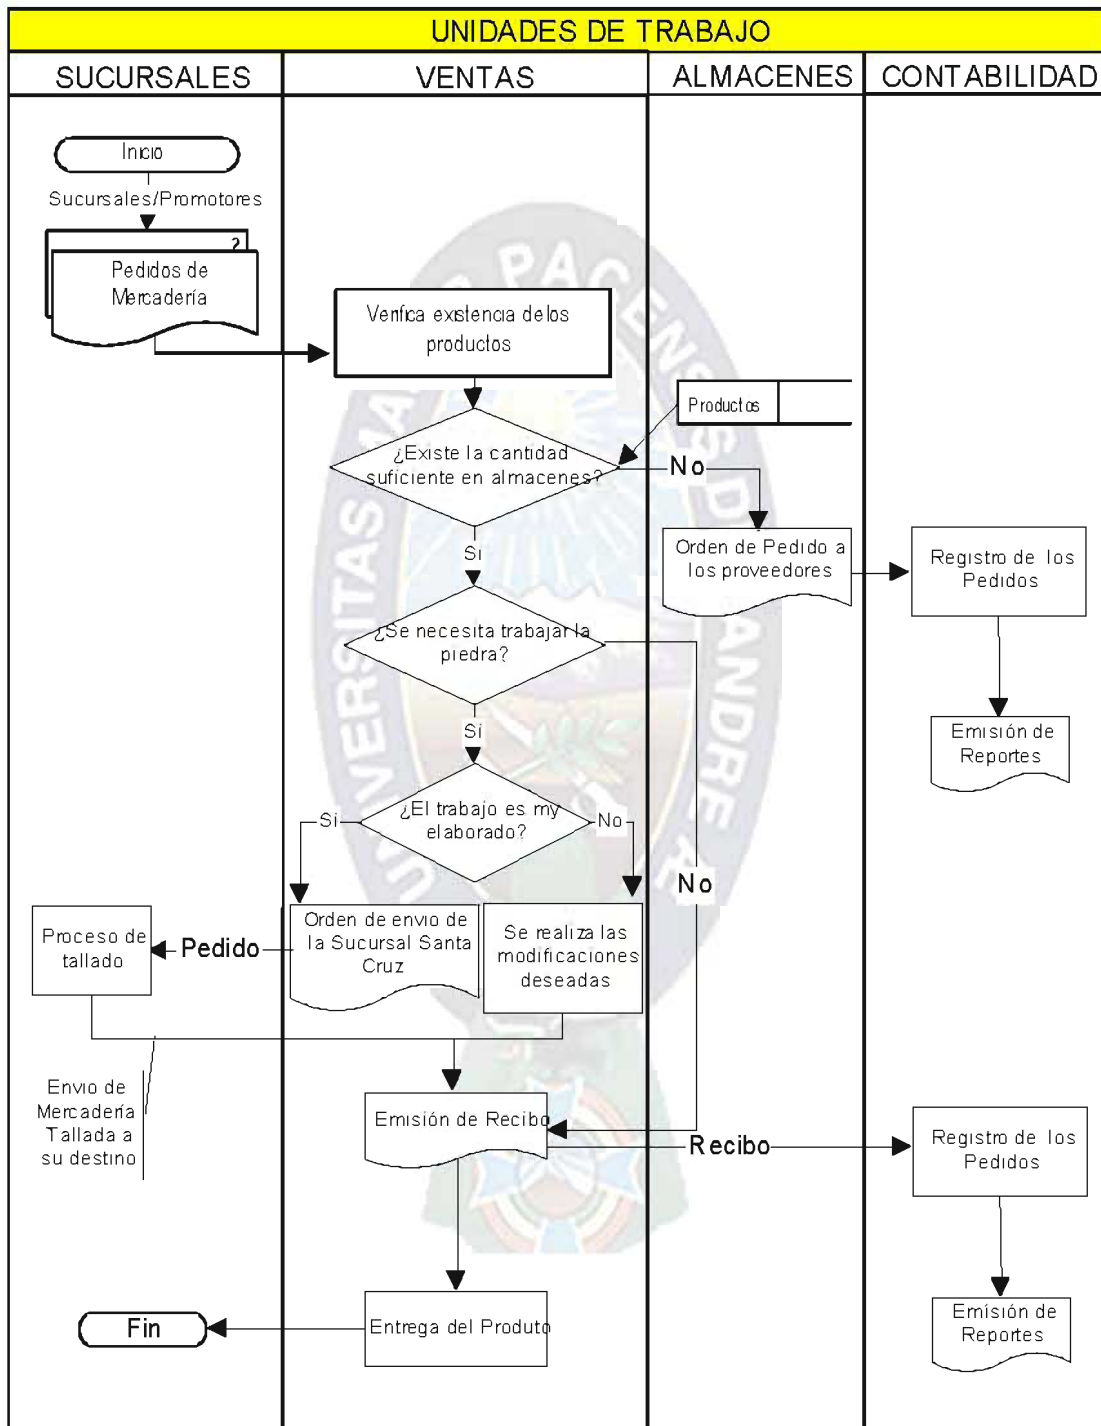 UNIDADES DE TRABAJO
SUCURSALES
VENTAS
ALMACENES
CONTABILIDAD
Inicio
Sucursales/Promotores
2
Pedidos de
Mercadería
Verifica existencia delos
productos
Productos
¿Existe la cantidad
suficiente en almacenes?
No
Si
Orden de Pedido a
los proveedores
Registro de los
Pedidos
¿Se necesita trabajar la
piedra?
Si
Emisión de
Reportes
¿El trabajo es my
elaborado?
Si
No
No
Proceso de
tallado
Pedido
Orden de envio de
la Sucursal Santa
Cruz
Se realiza las
modificaciones
deseadas
Envio de
Mercadería
Tallada a
su destino
Emisión de Recibo
Recibo
Registro de los
Pedidos
Fin
Entrega del Produto
Emisión de
Reportes